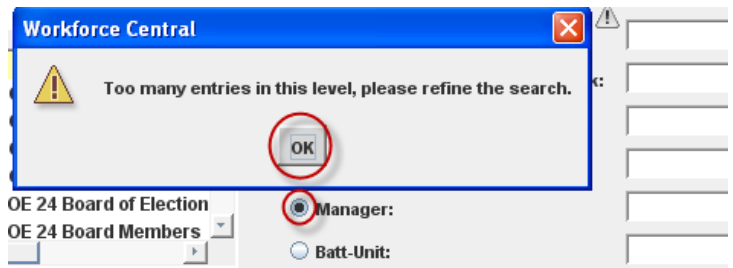 Workforce Central
Too many entries in this level, please refine the search.
k:
OK
OE 24 Board of Election
Manager:
OE 24 Board Members
Batt-Unit: